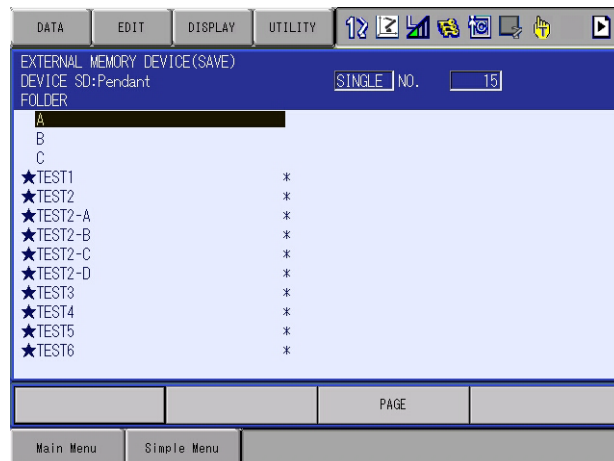 DATA EDIT DISPLAY UTILITY
EXTERNAL MEMORY DEVICE(SAVE)
DEVICE SD:Pendant SINGLE NO. 15
FOLDER
A
B
C
★TEST1 *
★TEST2 *
★TEST2-A *
★TEST2-B *
★TEST2-C *
★TEST2-D *
★TEST3 *
★TEST4 *
★TEST5 *
★TEST6 *
PAGE
Main Menu Simple Menu